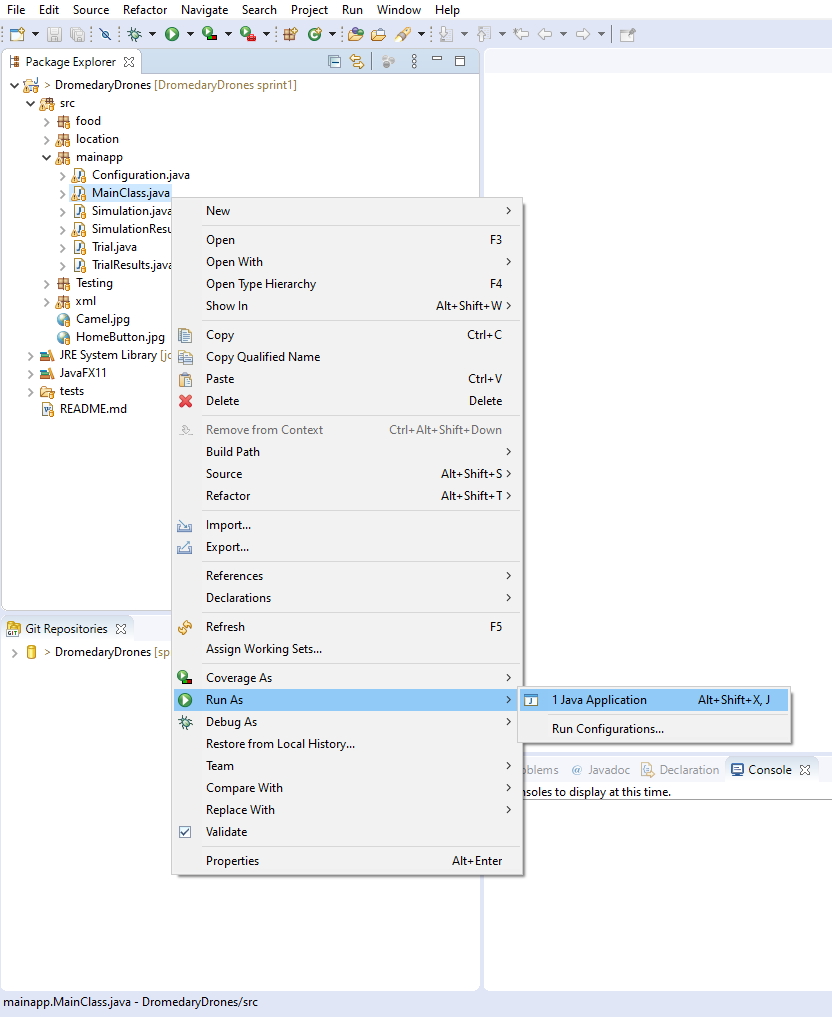 File Edit Source Refactor Navigate Search Project Run Window Help
Package Explorer
> DromedaryDrones [DromedaryDrones sprint1]
src
food
location
mainapp
Configuration.java
MainClass.java
Simulation.java
SimulationResu
Trial.java
TrialResults.java
Testing
xml
Camel.jpg
HomeButton.jpg
JRE System Library [
JavaFX11
tests
README.md
Git Repositories
> DromedaryDrones [sp
New
Open F3
Open With
Open Type Hierarchy F4
Show In Alt+Shift+W
Copy Ctrl+C
Copy Qualified Name
Paste Ctrl+V
Delete Delete
Remove from Context Ctrl+Alt+Shift+Down
Build Path
Source Alt+Shift+S
Refactor Alt+Shift+T
Import...
Export...
References
Declarations
Refresh F5
Assign Working Sets...
Coverage As
Run As
Debug As
Restore from Local History...
Team
Compare With
Replace With
Validate
Properties Alt+Enter
1 Java Application Alt+Shift+X, J
Run Configurations...
oblems @ Javadoc Declaration Console
nsoles to display at this time.
mainapp.MainClass.java - DromedaryDrones/src